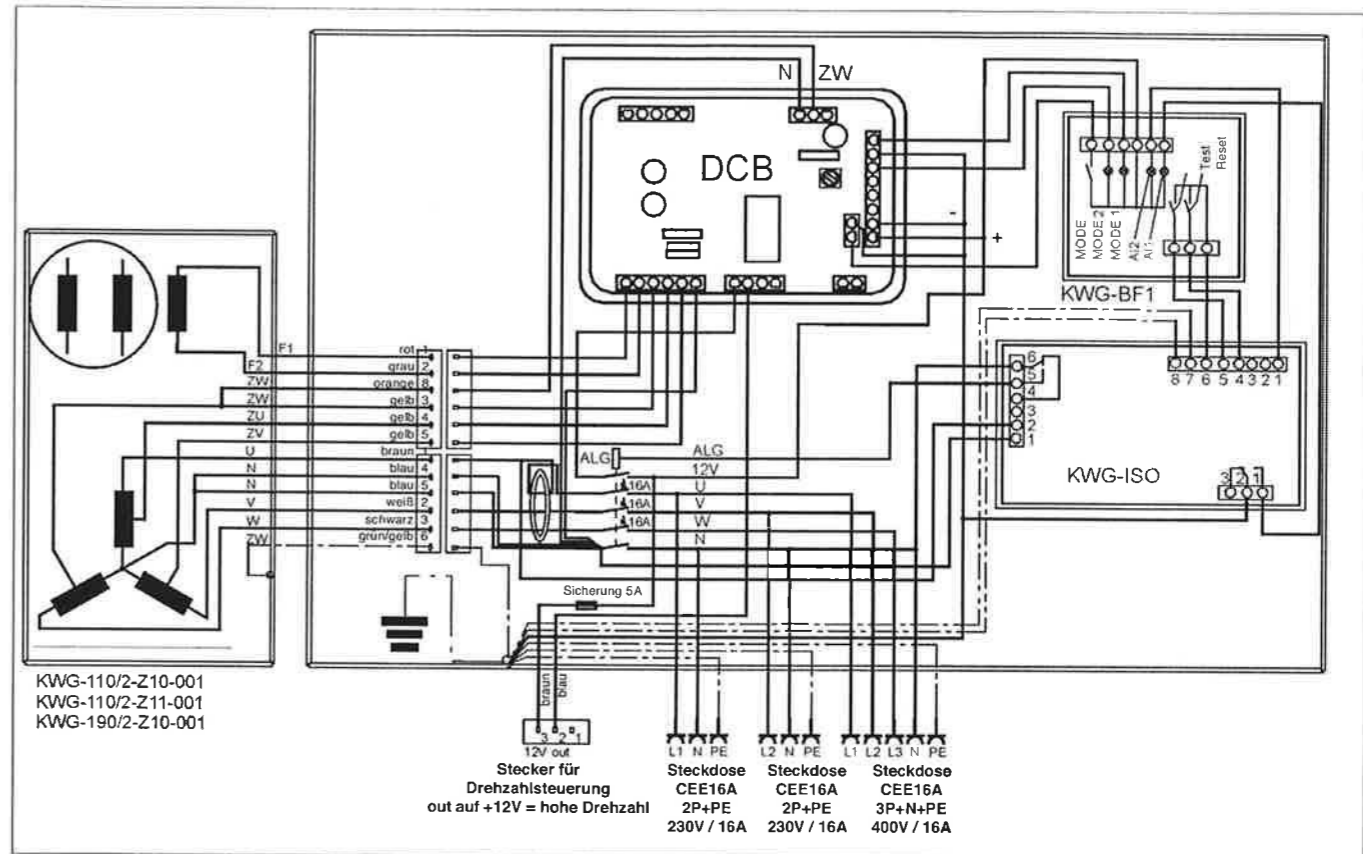 N ZW
DCB
-
+
MODE
MODE 2
MODE 1
Al2
Al1
Test
Reset
KWG-BF1
F1 rot 1
F2 grau 2
ZW orange 8
ZW gelb 3
ZU gelb 4
ZV gelb 5
U braun 1
N blau 4
N blau 5
V weiß 2
W schwarz 3
ZW grün/gelb 6
ALG
ALG
12V
16A U
16A V
16A W
N
6
5
4
3
2
1
8 7 6 5 4 3 2 1
KWG-ISO
3 2 1
Sicherung 5A
KWG-110/2-Z10-001
KWG-110/2-Z11-001
KWG-190/2-Z10-001
braun
blau
3 2 1
12V out
Stecker für
Drehzahlsteuerung
out auf +12V = hohe Drehzahl
L1 N PE
Steckdose
CEE16A
2P+PE
230V / 16A
L2 N PE
Steckdose
CEE16A
2P+PE
230V / 16A
L1 L2 L3 N PE
Steckdose
CEE16A
3P+N+PE
400V / 16A